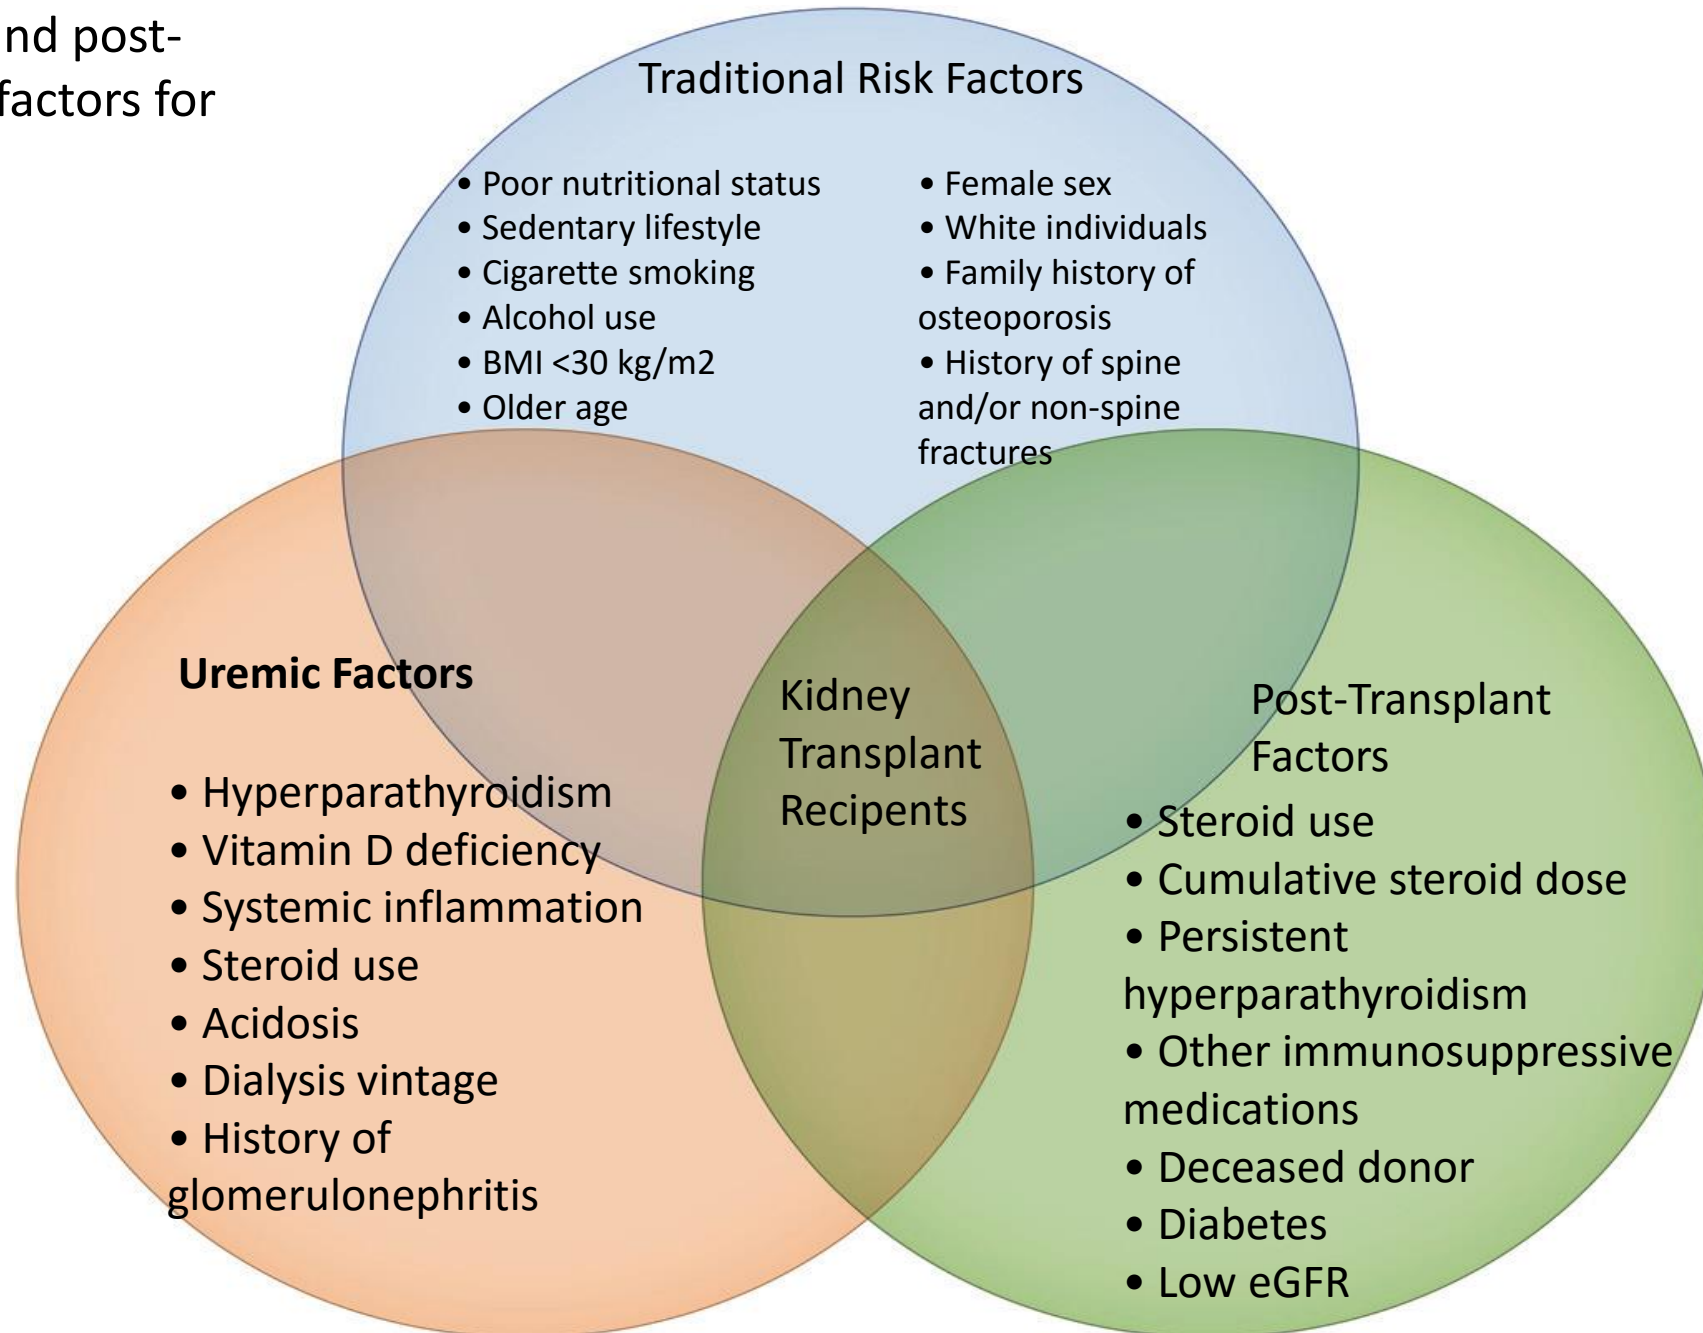 nd post-
factors for
Traditional Risk Factors
• Poor nutritional status
• Sedentary lifestyle
• Cigarette smoking
• Alcohol use
• BMI <30 kg/m2
• Older age
• Female sex
• White individuals
• Family history of
osteoporosis
• History of spine
and/or non-spine
fractures
Uremic Factors
• Hyperparathyroidism
• Vitamin D deficiency
• Systemic inflammation
• Steroid use
• Acidosis
• Dialysis vintage
• History of
glomerulonephritis
Kidney
Transplant
Recipents
Post-Transplant
Factors
• Steroid use
• Cumulative steroid dose
• Persistent
hyperparathyroidism
• Other immunosuppressive
medications
• Deceased donor
• Diabetes
• Low eGFR